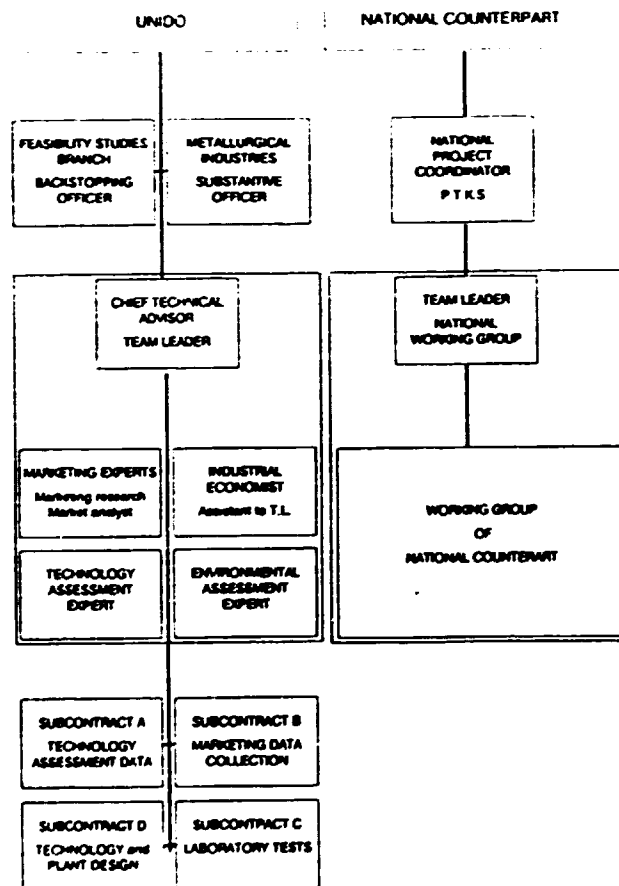 UNIDO
NATIONAL COUNTERPART
FEASIBILITY STUDIES
BRANCH
BACKSTOPPING
OFFICER
METALLURGICAL
INDUSTRIES
SUBSTANTIVE
OFFICER
NATIONAL
PROJECT
COORDINATOR
P T K S
CHIEF TECHNICAL
ADVISOR
TEAM LEADER
TEAM LEADER
NATIONAL
WORKING GROUP
MARKETING EXPERTS
Marketing research
Market analyst
INDUSTRIAL
ECONOMIST
Assistant to T.L.
TECHNOLOGY
ASSESSMENT
EXPERT
ENVIRONMENTAL
ASSESSMENT
EXPERT
WORKING GROUP
OF
NATIONAL COUNTERART
SUBCONTRACT A
TECHNOLOGY
ASSESSMENT DATA
SUBCONTRACT B
MARKETING DATA
COLLECTION
SUBCONTRACT D
TECHNOLOGY and
PLANT DESIGN
SUBCONTRACT C
LABORATORY TESTS